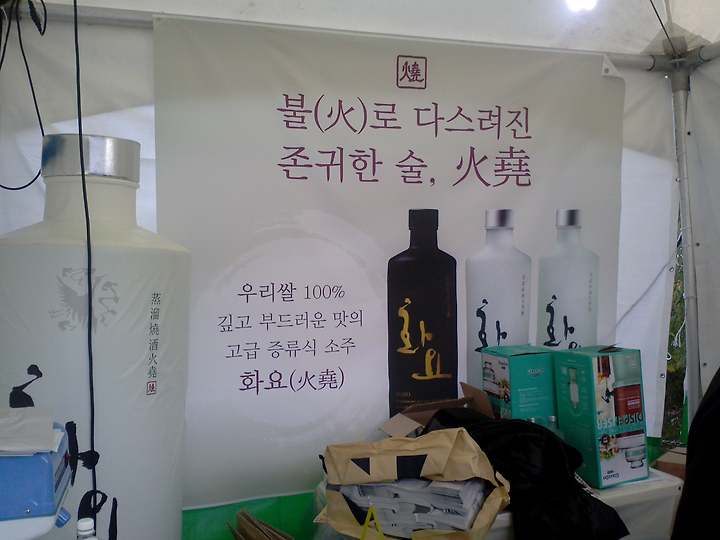 燒
불(火)로 다스려진
존귀한 술, 火堯
우리쌀 100%
깊고 부드러운 맛의
고급 증류식 소주
화요(火堯)
蒸溜燒酒火堯
화요
화
화
DISPENSER